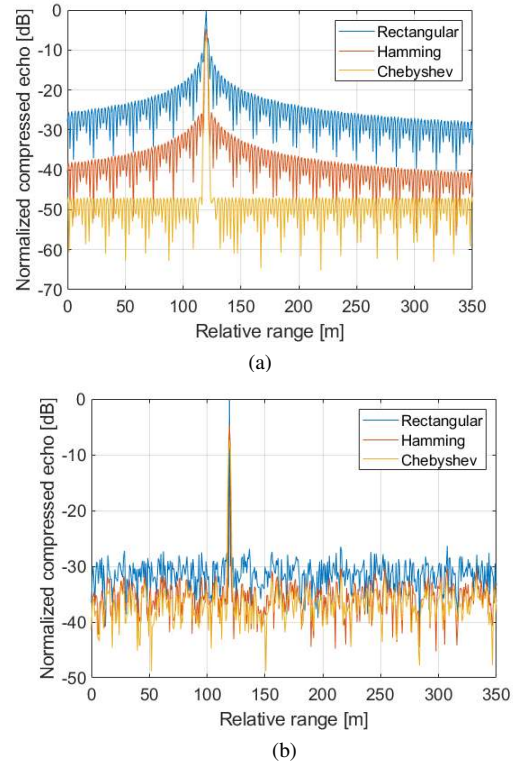 Normalized compressed echo [dB]
0
-10
-20
-30
-40
-50
-60
-70
Rectangular
Hamming
Chebyshev
0 50 100 150 200 250 300 350
Relative range [m]
(a)
Normalized compressed echo [dB]
0
-10
-20
-30
-40
-50
Rectangular
Hamming
Chebyshev
0 50 100 150 200 250 300 350
Relative range [m]
(b)